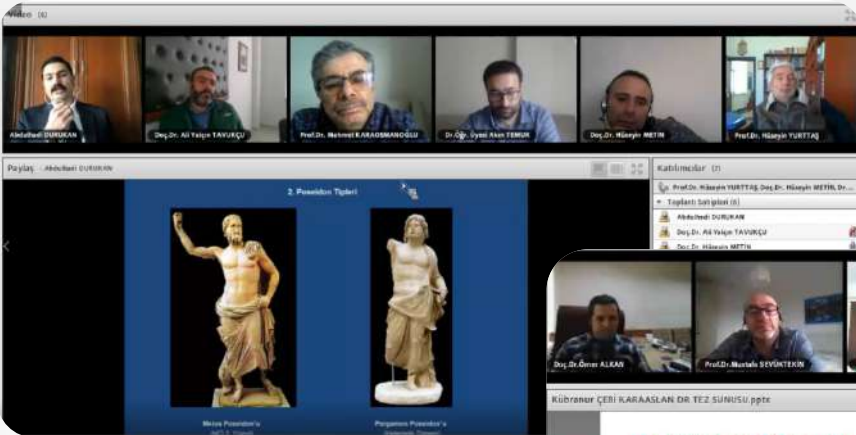 Video (6)
Abdulhadi DURUKAN
Doç.Dr. Ali Yalçın TAVUKÇU
Prof.Dr. Mehmet KARAOSMANOĞLU
Dr.Öğr. Üyesi Akın TEMUR
Doç.Dr. Hüseyin METİN
Prof.Dr. Hüseyin YURTTAŞ
Paylaş - Abdulhadi DURUKAN
2. Poseidon Tipleri
Melos Poseidon'u
Pergamon Poseidon'u
Katılımcılar (7)
Prof.Dr. Hüseyin YURTTAŞ, Doç.Dr. Hüseyin METİN, Dr....
Toplantı Sahipleri (6)
Abdulhadi DURUKAN
Doç.Dr. Ali Yalçın TAVUKÇU
Doç.Dr. Hüseyin METİN
Doç.Dr.Ömer ALKAN
Prof.Dr.Mustafa SEVÜKTEKİN
Kübranur ÇEBİ KARAASLAN DR TEZ SUNUSU.pptx